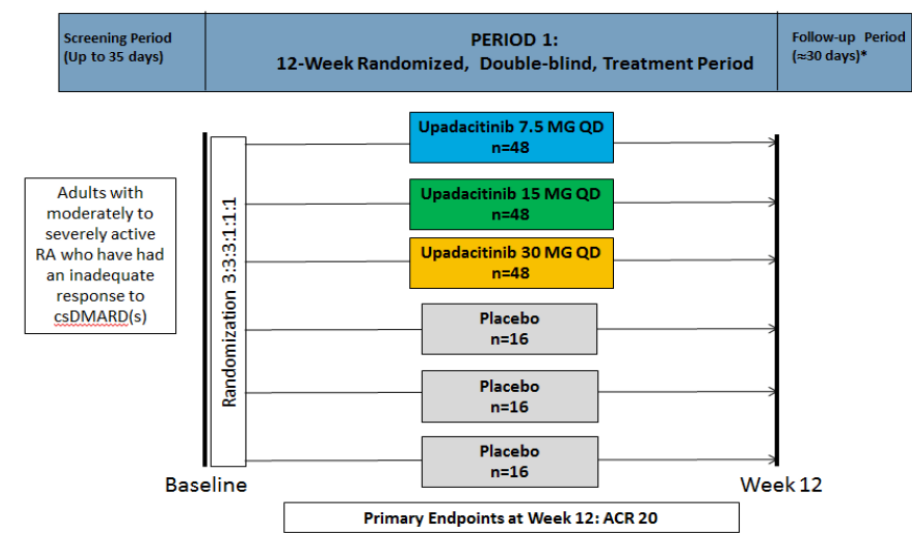 Screening Period
(Up to 35 days)
PERIOD 1:
12-Week Randomized, Double-blind, Treatment Period
Follow-up Period
(≈30 days)*
Adults with
moderately to
severely active
RA who have had
an inadequate
response to
csDMARD(s)
Randomization 3:3:3:1:1:1
Upadacitinib 7.5 MG QD
n=48
Upadacitinib 15 MG QD
n=48
Upadacitinib 30 MG QD
n=48
Placebo
n=16
Placebo
n=16
Placebo
n=16
Baseline
Week 12
Primary Endpoints at Week 12: ACR 20